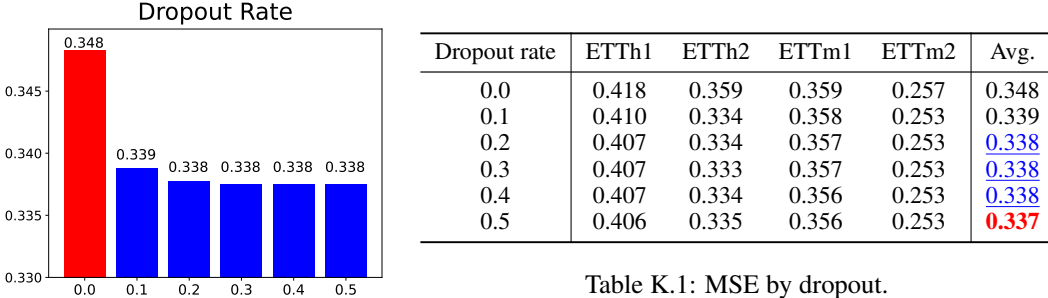 Dropout Rate
0.348
0.339
0.338
0.338
0.338
0.338
0.345
0.340
0.335
0.330
0.0 0.1 0.2 0.3 0.4 0.5
Dropout rate ETTh1 ETTh2 ETTm1 ETTm2 Avg.
0.0 0.418 0.359 0.359 0.257 0.348
0.1 0.410 0.334 0.358 0.253 0.339
0.2 0.407 0.334 0.357 0.253 0.338
0.3 0.407 0.333 0.357 0.253 0.338
0.4 0.407 0.334 0.356 0.253 0.338
0.5 0.406 0.335 0.356 0.253 0.337
Table K.1: MSE by dropout.